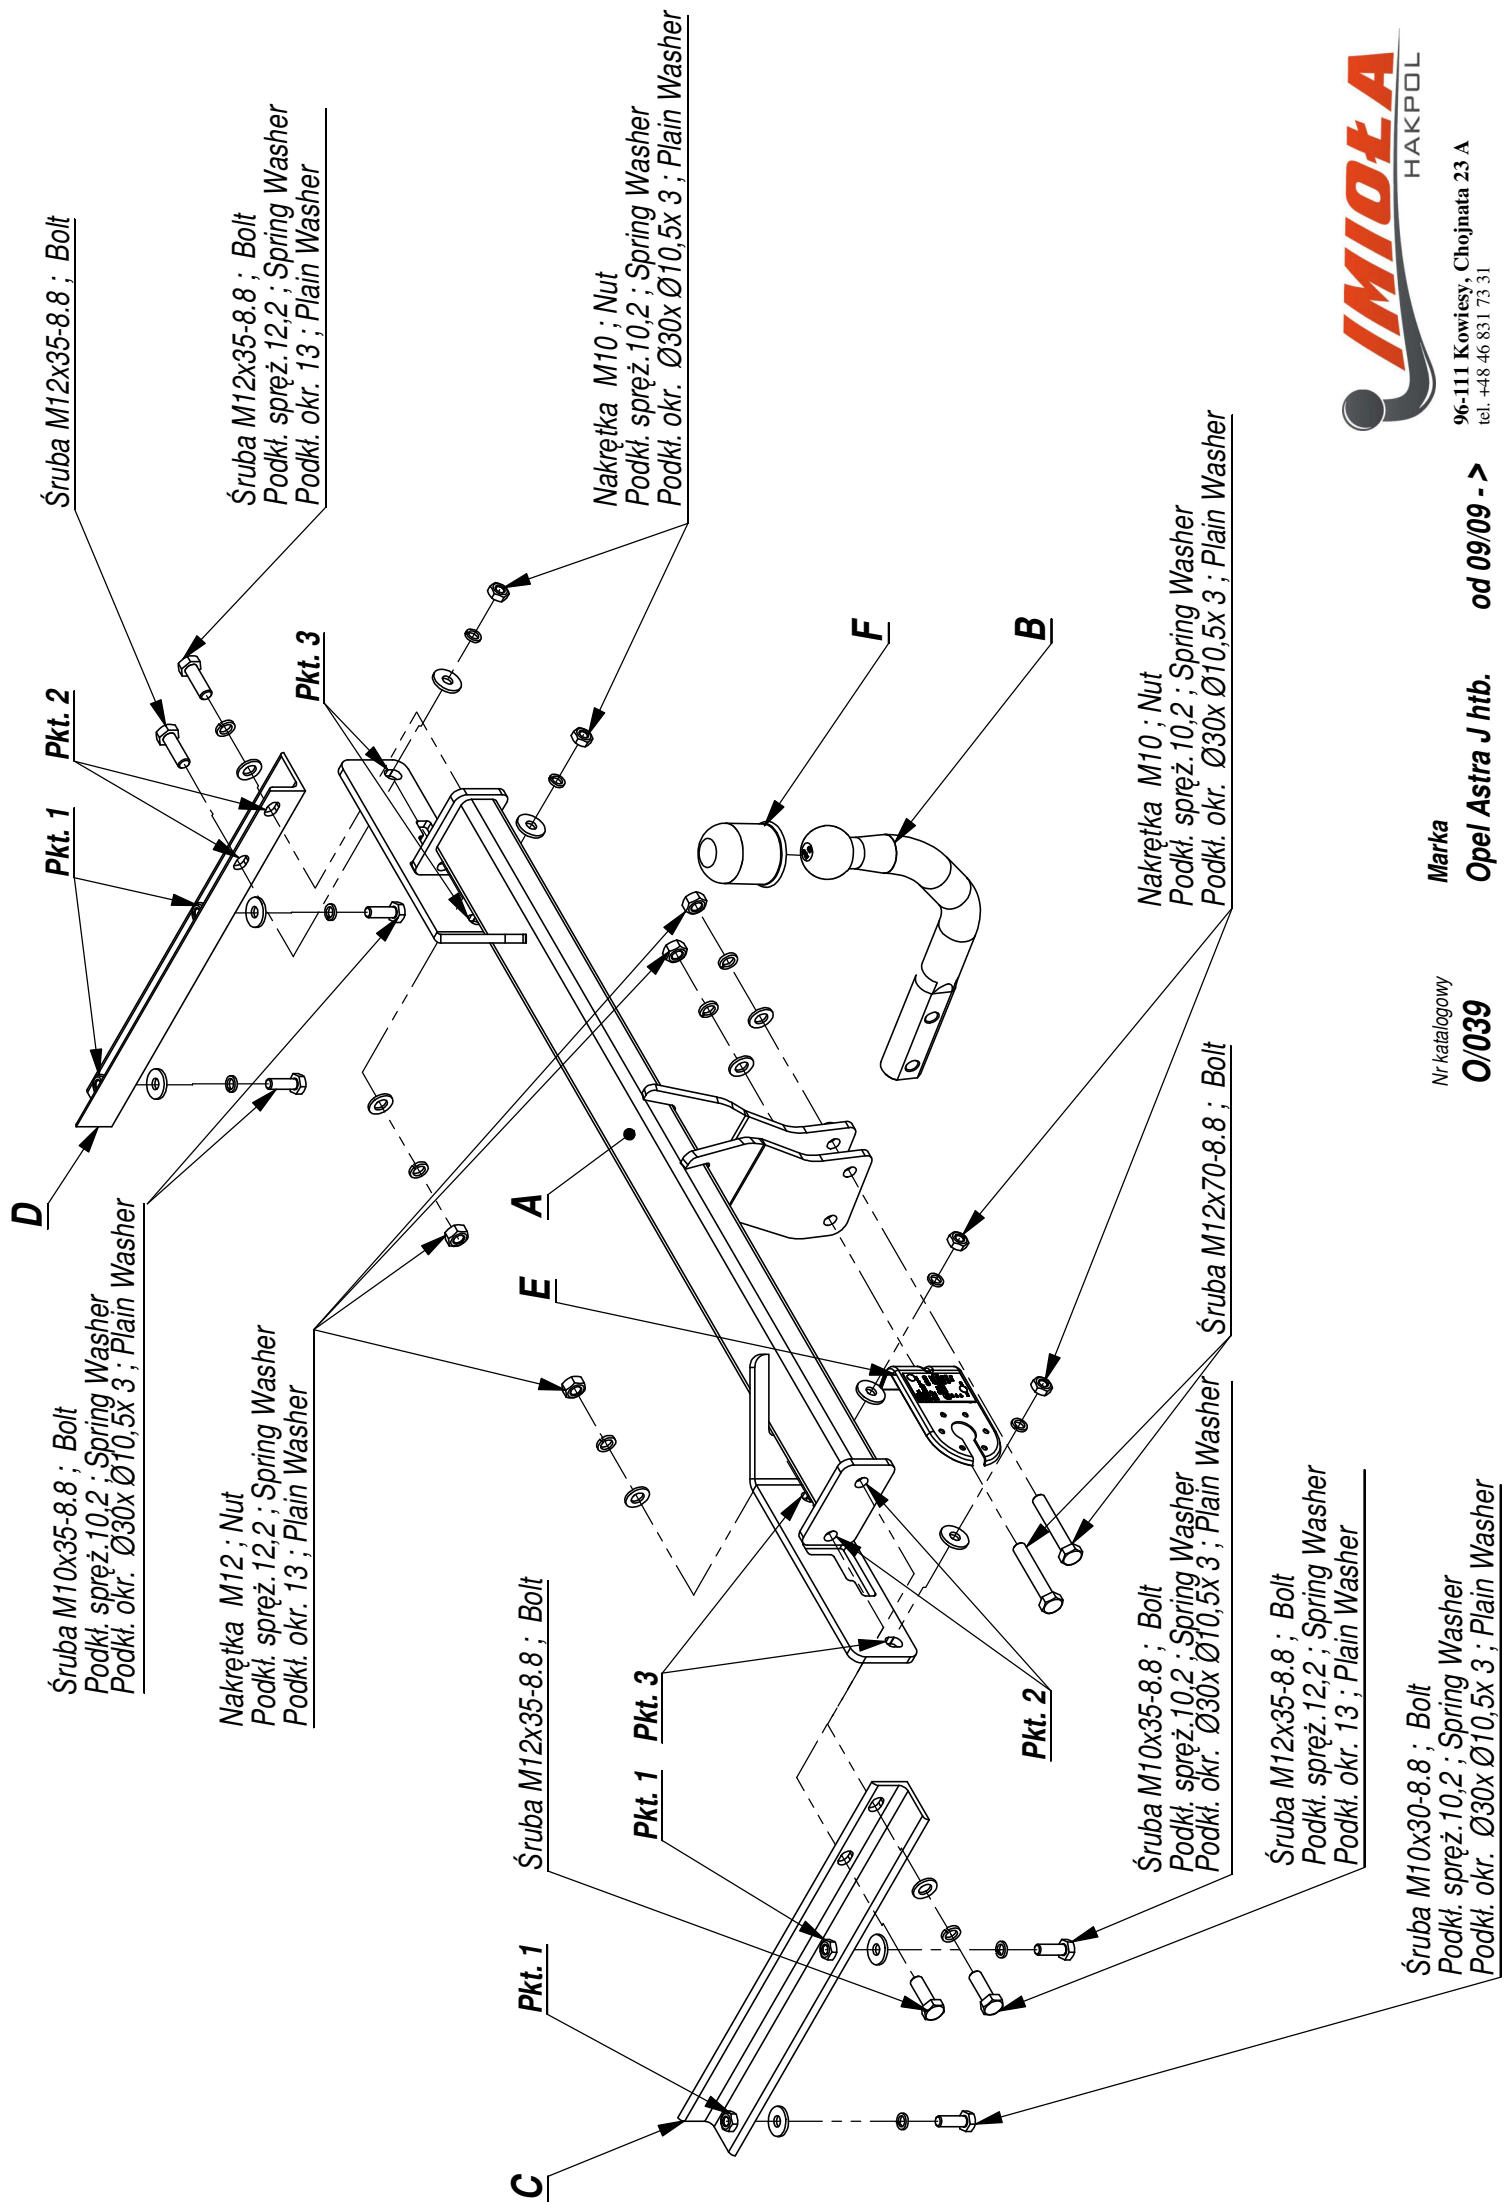 D
Pkt. 1
Pkt. 2
Śruba M12x35-8.8 ; Bolt
Śruba M12x35-8.8 ; Bolt
Podkł. spręż.12,2 ; Spring Washer
Podkł. okr. 13 ; Plain Washer
Pkt. 3
Śruba M10x35-8.8 ; Bolt
Podkł. spręż.10,2 ; Spring Washer
Podkł. okr. Ø30x Ø10,5x 3 ; Plain Washer
Nakrętka M12 ; Nut
Podkł. spręż.12,2 ; Spring Washer
Podkł. okr. 13 ; Plain Washer
Nakrętka M10 ; Nut
Podkł. spręż.10,2 ; Spring Washer
Podkł. okr. Ø30x Ø10,5x 3 ; Plain Washer
C
Pkt. 1
Śruba M12x35-8.8 ; Bolt
E
A
Pkt. 1
Pkt. 3
F
B
Pkt. 2
Śruba M10x35-8.8 ; Bolt
Podkł. spręż.10,2 ; Spring Washer
Podkł. okr. Ø30x Ø10,5x 3 ; Plain Washer
Śruba M12x70-8.8 ; Bolt
Nakrętka M10 ; Nut
Podkł. spręż.10,2 ; Spring Washer
Podkł. okr. Ø30x Ø10,5x 3 ; Plain Washer
Śruba M12x35-8.8 ; Bolt
Podkł. spręż.12,2 ; Spring Washer
Podkł. okr. 13 ; Plain Washer
Śruba M10x30-8.8 ; Bolt
Podkł. spręż.10,2 ; Spring Washer
Podkł. okr. Ø30x Ø10,5x 3 ; Plain Washer
Nr katalogowy
O/039
Marka
Opel Astra J htb.
od 09/09 - >
IMIOŁA
HAKPOL
96-111 Kowiesy, Chojnata 23 A
tel. +48 46 831 73 31